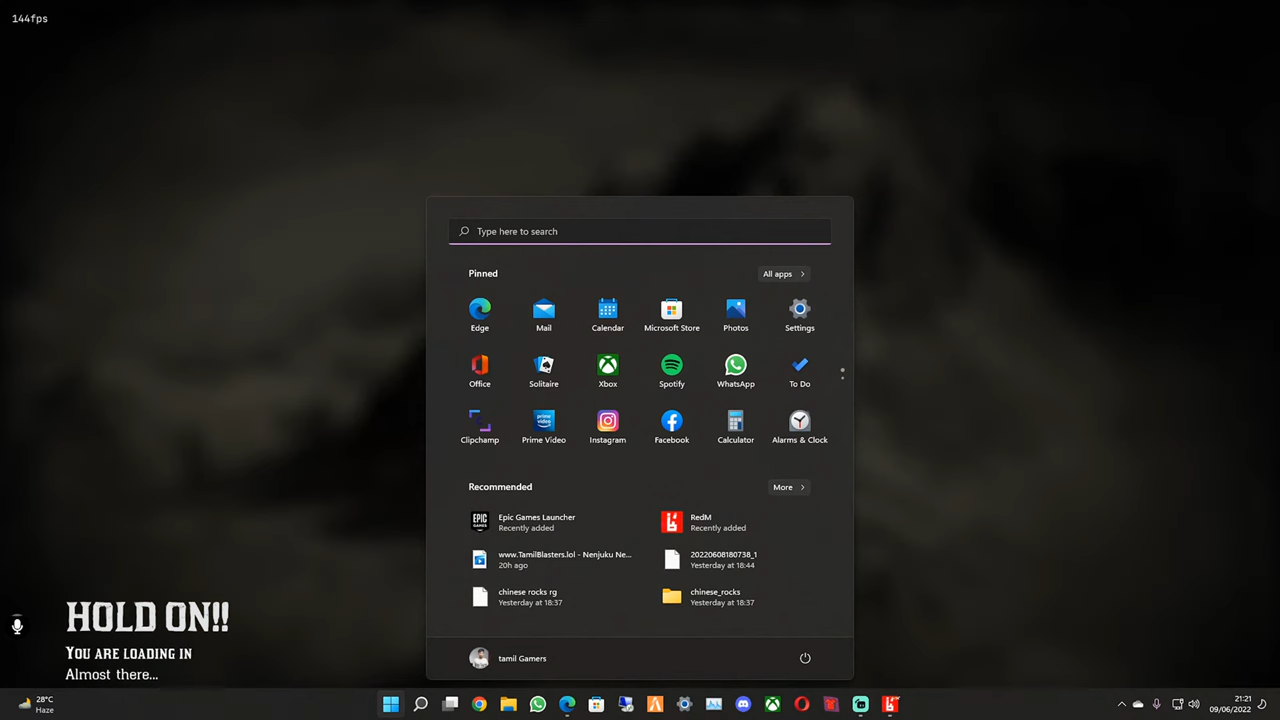 144fps
Type here to search
Pinned
All apps
Edge
Mail
Calendar
Microsoft Store
Photos
Settings
Office
Solitaire
Xbox
Spotify
WhatsApp
To Do
Clipchamp
prime video
Prime Video
Instagram
Facebook
Calculator
Alarms & Clock
Recommended
More
EPIC GAMES
Epic Games Launcher
Recently added
RedM
Recently added
www.TamilBlasters.lol - Nenjuku Ne...
20h ago
20220608180738_1
Yesterday at 18:44
chinese rocks rg
Yesterday at 18:37
chinese_rocks
Yesterday at 18:37
HOLD ON!!
YOU ARE LOADING IN
Almost there...
tamil Gamers
28°C
Haze
21:21
09/06/2022